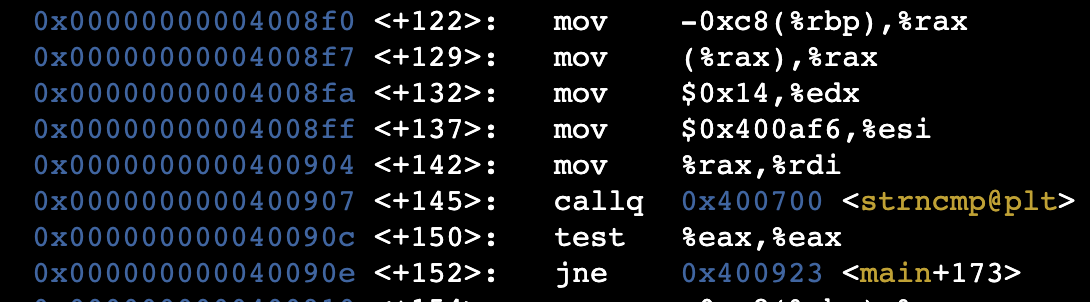 0x00000000004008f0 <+122>: mov -0xc8(%rbp),%rax
0x00000000004008f7 <+129>: mov (%rax),%rax
0x00000000004008fa <+132>: mov $0x14,%edx
0x00000000004008ff <+137>: mov $0x400af6,%esi
0x0000000000400904 <+142>: mov %rax,%rdi
0x0000000000400907 <+145>: callq 0x400700 <strncmp@plt>
0x000000000040090c <+150>: test %eax,%eax
0x000000000040090e <+152>: jne 0x400923 <main+173>